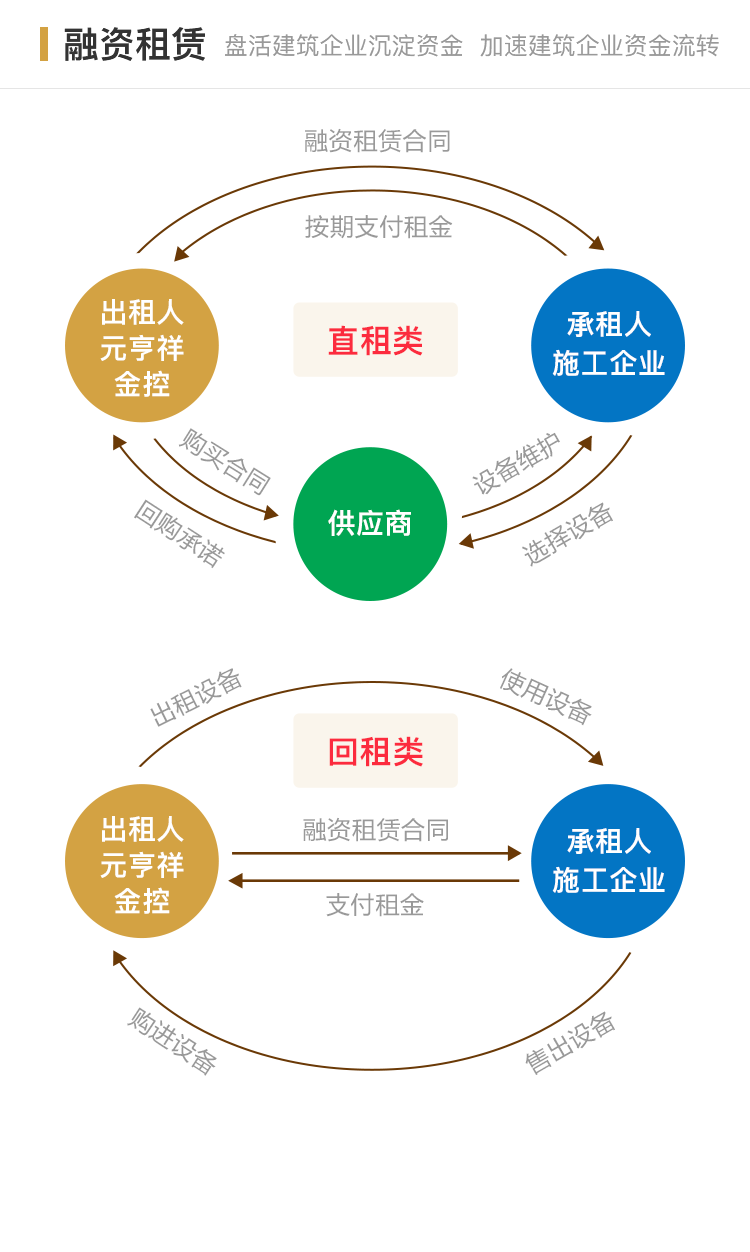 融资租赁 盘活建筑企业沉淀资金 加速建筑企业资金流转
融资租赁合同
按期支付租金
出租人
元亨祥
金控
直租类
承租人
施工企业
购买合同
回购承诺
供应商
设备维护
选择设备
出租设备
使用设备
回租类
出租人
元亨祥
金控
融资租赁合同
支付租金
承租人
施工企业
购进设备
售出设备